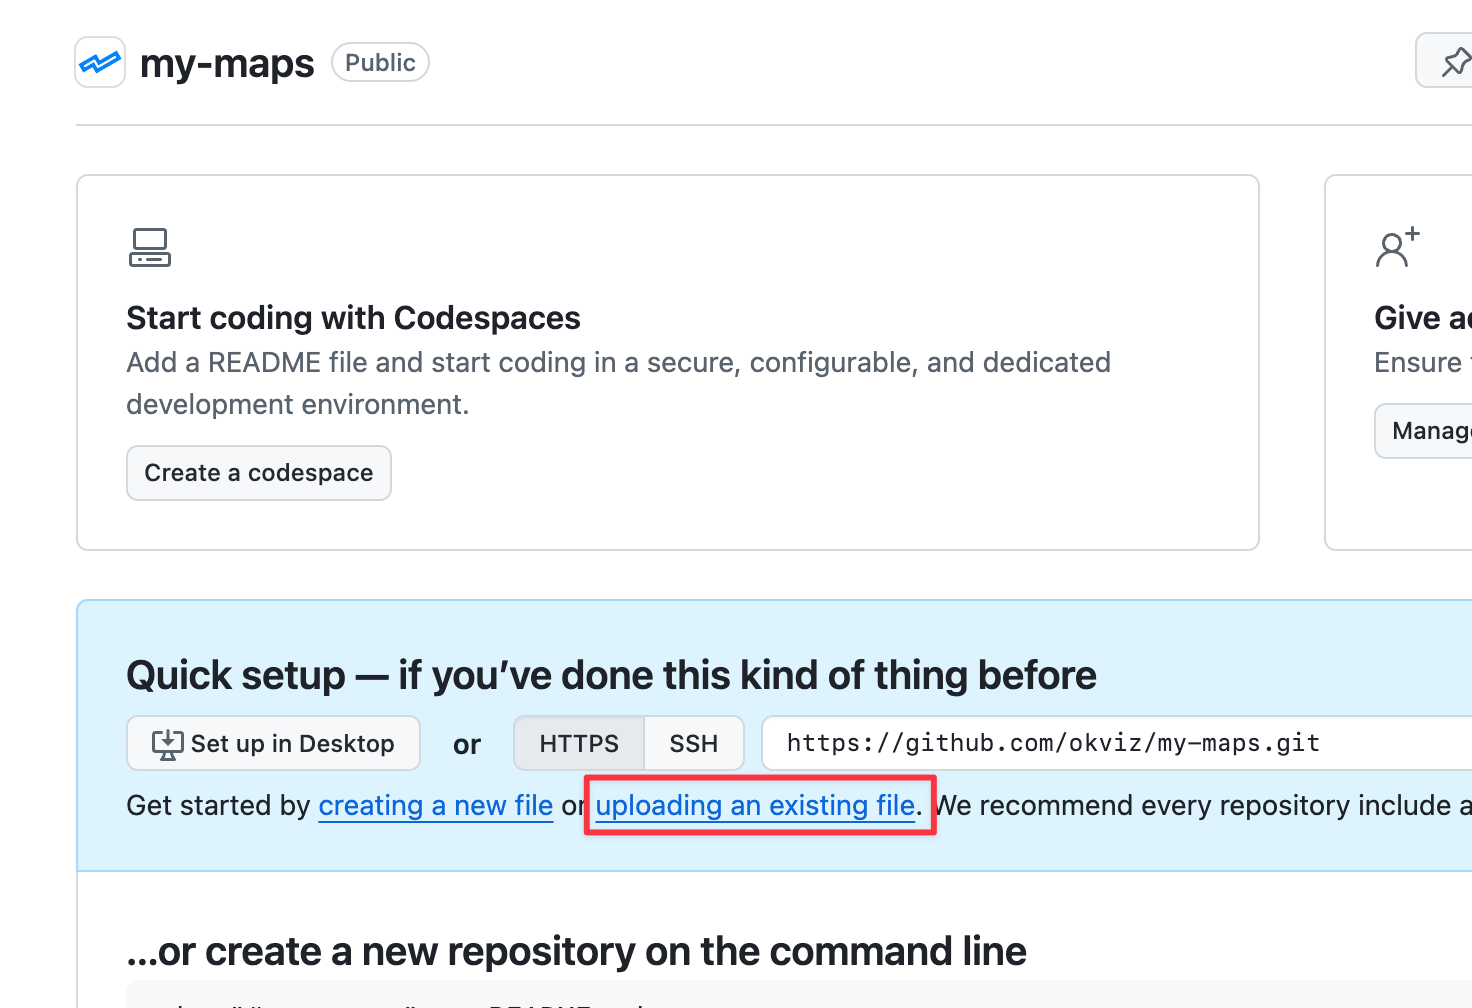 my-maps Public
Start coding with Codespaces
Add a README file and start coding in a secure, configurable, and dedicated
development environment.
Create a codespace
Give
Ensure
Quick setup — if you’ve done this kind of thing before
Set up in Desktop or HTTPS SSH https://github.com/okviz/my-maps.git
Get started by creating a new file or uploading an existing file. We recommend every repository include
…or create a new repository on the command line